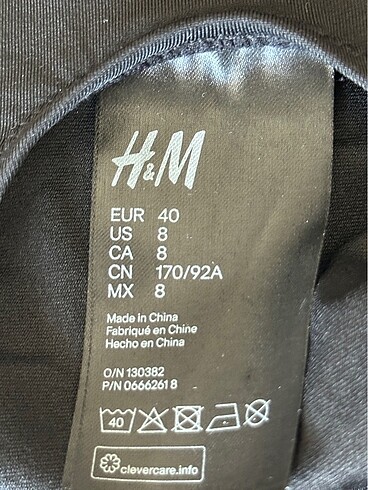 H&M
EUR 40
US 8
CA 8
CN 170/92A
MX 8
Made in China
Fabriqué en Chine
Hecho en China
O/N 130382
P/N 06662618
40
clevercare.info